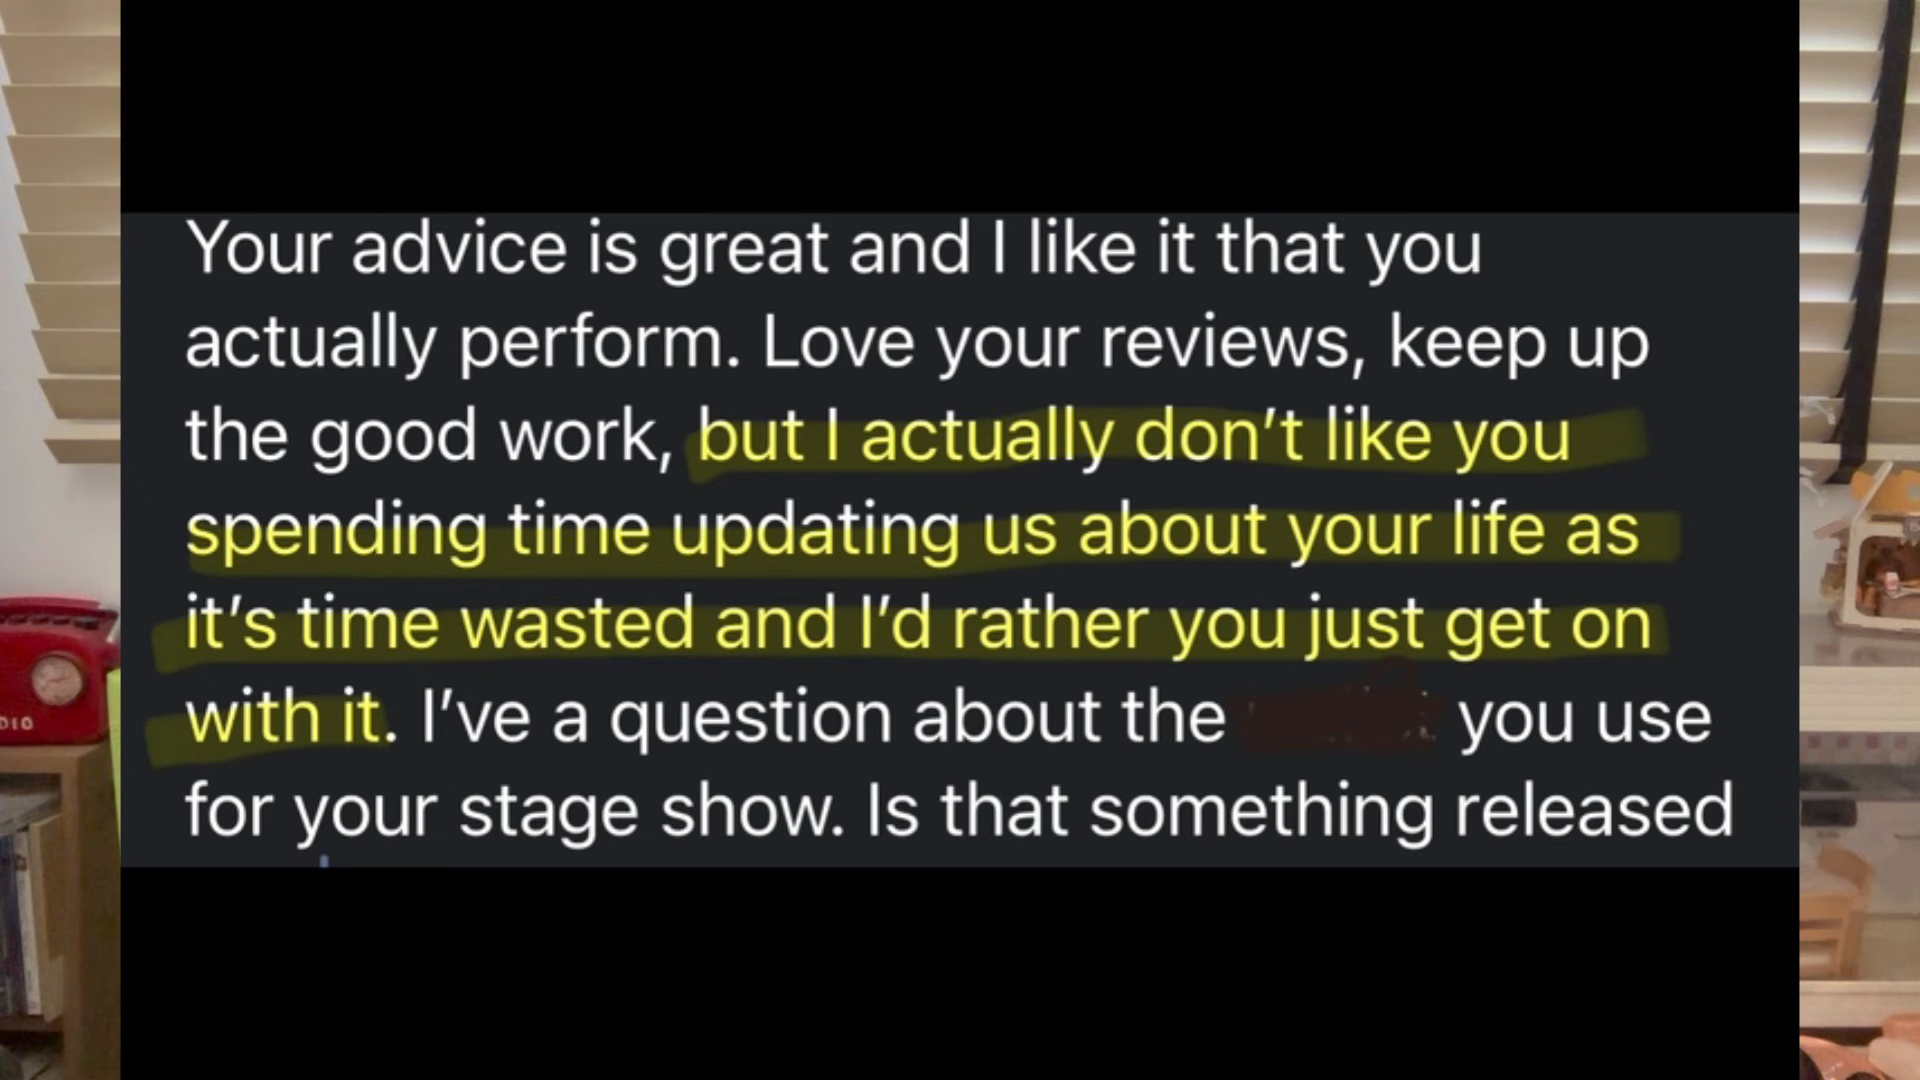 Your advice is great and I like it that you
actually perform. Love your reviews, keep up
the good work, but I actually don't like you
spending time updating us about your life as
it's time wasted and I'd rather you just get on
with it. I've a question about the you use
for your stage show. Is that something released